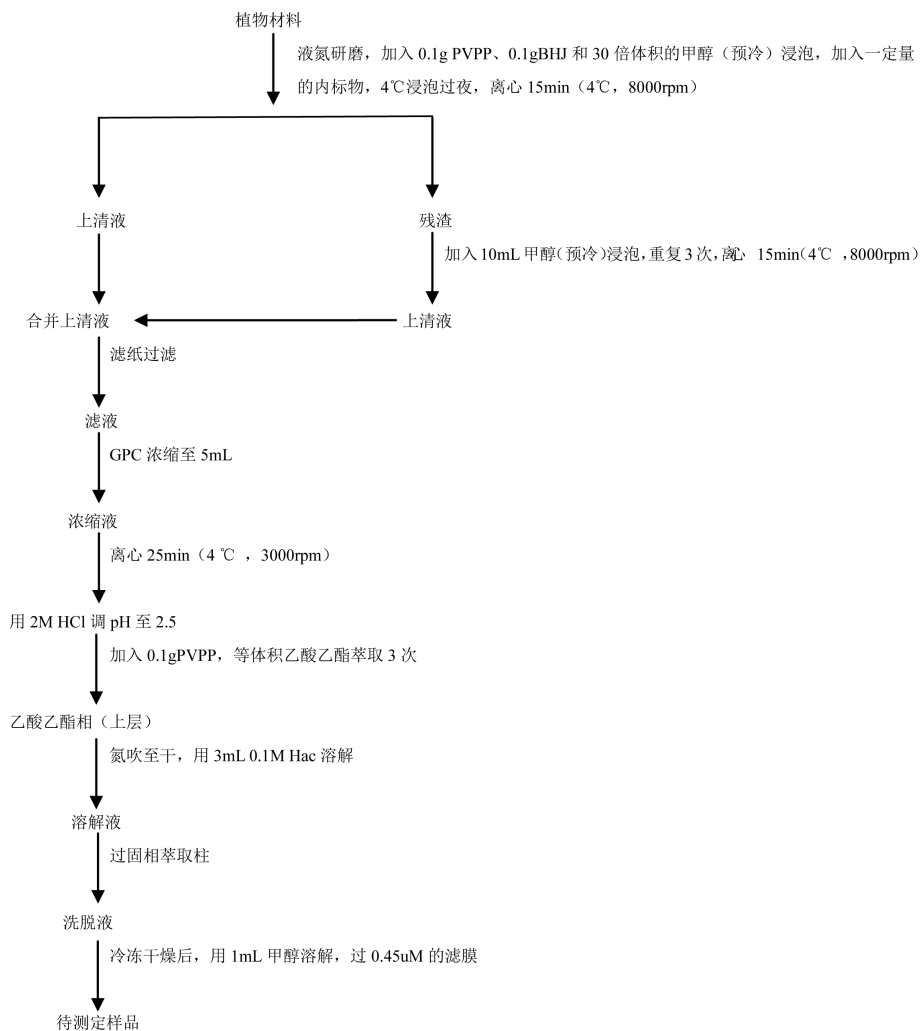 植物材料
液氮研磨，加入 0.1g PVPP、0.1gBHJ 和 30 倍体积的甲醇（预冷）浸泡，加入一定量
的内标物，4℃浸泡过夜，离心 15min（4℃，8000rpm）
上清液
残渣
加入 10mL 甲醇（预冷）浸泡，重复 3 次，离心 15min（4℃ ，8000rpm）
合并上清液
上清液
滤纸过滤
滤液
GPC 浓缩至 5mL
浓缩液
离心 25min（4 ℃ ，3000rpm）
用 2M HCl 调 pH 至 2.5
加入 0.1gPVPP，等体积乙酸乙酯萃取 3 次
乙酸乙酯相（上层）
氮吹至干，用 3mL 0.1M Hac 溶解
溶解液
过固相萃取柱
洗脱液
冷冻干燥后，用 1mL 甲醇溶解，过 0.45uM 的滤膜
待测定样品